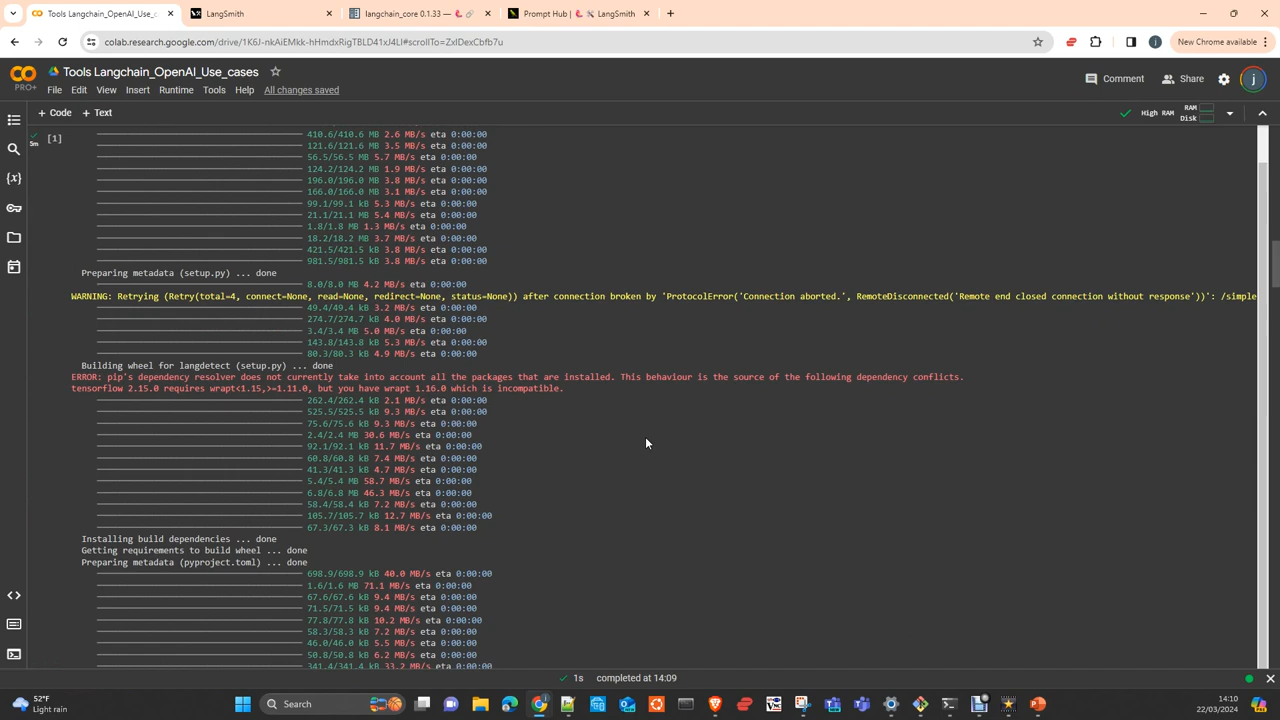 Tools Langchain_OpenAI_Use_c
LangSmith
langchain_core 0.1.33 —
Prompt Hub | LangSmith
colab.research.google.com/drive/1K6J-nkAiEMkk-hHmdxRigTBLD41xJ4LI#scrollTo=ZxIDexCbfb7u
New Chrome available
Tools Langchain_OpenAI_Use_cases
PRO+
File Edit View Insert Runtime Tools Help All changes saved
Comment
Share
j
+ Code + Text
High RAM
RAM
Disk
[1]
5m
410.6/410.6 MB 2.6 MB/s eta 0:00:00
121.6/121.6 MB 3.5 MB/s eta 0:00:00
56.5/56.5 MB 5.7 MB/s eta 0:00:00
124.2/124.2 MB 1.9 MB/s eta 0:00:00
196.0/196.0 MB 3.8 MB/s eta 0:00:00
166.0/166.0 MB 3.1 MB/s eta 0:00:00
99.1/99.1 kB 5.3 MB/s eta 0:00:00
21.1/21.1 MB 5.4 MB/s eta 0:00:00
1.8/1.8 MB 1.3 MB/s eta 0:00:00
18.2/18.2 MB 3.7 MB/s eta 0:00:00
421.5/421.5 kB 3.8 MB/s eta 0:00:00
981.5/981.5 kB 3.8 MB/s eta 0:00:00
Preparing metadata (setup.py) ... done
8.0/8.0 MB 4.2 MB/s eta 0:00:00
WARNING: Retrying (Retry(total=4, connect=None, read=None, redirect=None, status=None)) after connection broken by 'ProtocolError('Connection aborted.', RemoteDisconnected('Remote end closed connection without response'))': /simple
49.4/49.4 kB 3.2 MB/s eta 0:00:00
274.7/274.7 kB 4.0 MB/s eta 0:00:00
3.4/3.4 MB 5.0 MB/s eta 0:00:00
143.8/143.8 kB 5.3 MB/s eta 0:00:00
80.3/80.3 kB 4.9 MB/s eta 0:00:00
Building wheel for langdetect (setup.py) ... done
ERROR: pip's dependency resolver does not currently take into account all the packages that are installed. This behaviour is the source of the following dependency conflicts.
tensorflow 2.15.0 requires wrapt<1.15,>=1.11.0, but you have wrapt 1.16.0 which is incompatible.
262.4/262.4 kB 2.1 MB/s eta 0:00:00
525.5/525.5 kB 9.3 MB/s eta 0:00:00
75.6/75.6 kB 9.3 MB/s eta 0:00:00
2.4/2.4 MB 30.6 MB/s eta 0:00:00
92.1/92.1 kB 11.7 MB/s eta 0:00:00
60.8/60.8 kB 7.4 MB/s eta 0:00:00
41.3/41.3 kB 4.7 MB/s eta 0:00:00
5.4/5.4 MB 58.7 MB/s eta 0:00:00
6.8/6.8 MB 46.3 MB/s eta 0:00:00
58.4/58.4 kB 7.2 MB/s eta 0:00:00
105.7/105.7 kB 12.7 MB/s eta 0:00:00
67.3/67.3 kB 8.1 MB/s eta 0:00:00
Installing build dependencies ... done
Getting requirements to build wheel ... done
Preparing metadata (pyproject.toml) ... done
698.9/698.9 kB 40.0 MB/s eta 0:00:00
1.6/1.6 MB 71.1 MB/s eta 0:00:00
67.6/67.6 kB 9.4 MB/s eta 0:00:00
71.5/71.5 kB 9.4 MB/s eta 0:00:00
77.8/77.8 kB 10.2 MB/s eta 0:00:00
58.3/58.3 kB 7.2 MB/s eta 0:00:00
46.0/46.0 kB 5.5 MB/s eta 0:00:00
50.8/50.8 kB 6.2 MB/s eta 0:00:00
341.4/341.4 kB 33.2 MB/s eta 0:00:00
1s completed at 14:09
52°F
Light rain
Search
14:10
22/03/2024